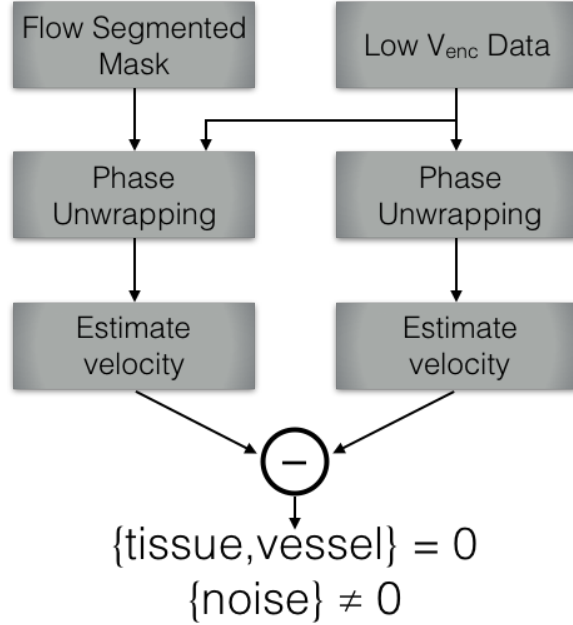 Flow Segmented
Mask
Low Venc Data
Phase
Unwrapping
Phase
Unwrapping
Estimate
velocity
Estimate
velocity
–
{tissue,vessel} = 0
{noise} ≠ 0